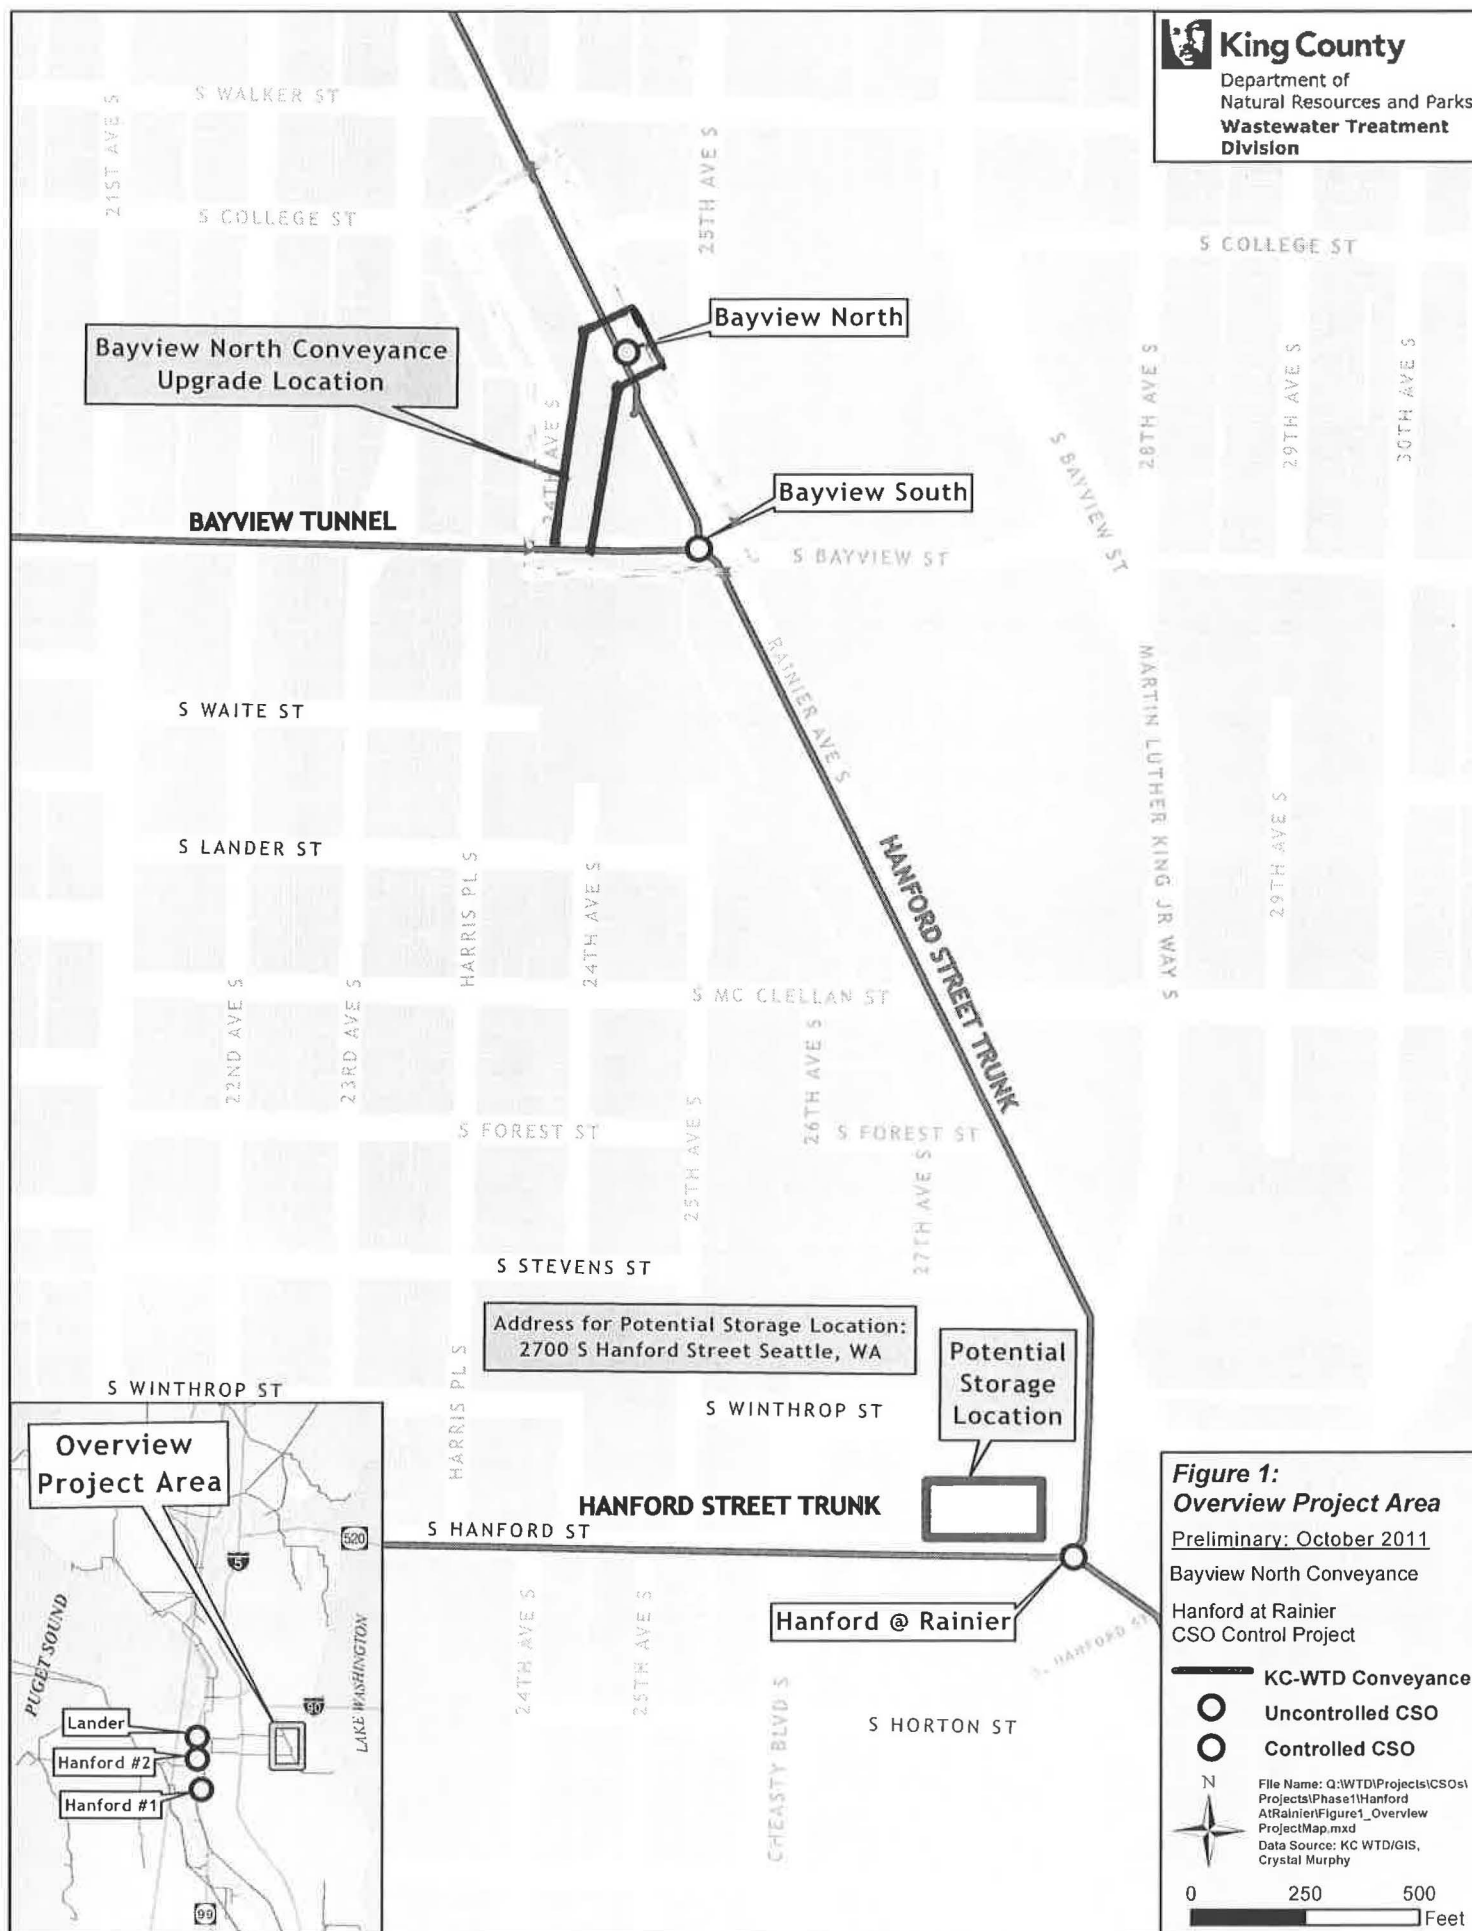 King County
Department of
Natural Resources and Parks
Wastewater Treatment
Division
S WALKER ST
21ST AVE S
25TH AVE S
S COLLEGE ST
S COLLEGE ST
Bayview North
Bayview North Conveyance
Upgrade Location
24TH AVE S
28TH AVE S
29TH AVE S
30TH AVE S
S BAYVIEW ST
Bayview South
BAYVIEW TUNNEL
S BAYVIEW ST
RAINIER AVE S
MARTIN LUTHER KING JR WAY S
S WAITE ST
S LANDER ST
HARRIS PL S
24TH AVE S
29TH AVE S
HANFORD STREET TRUNK
S MC CLELLAN ST
22ND AVE S
23RD AVE S
26TH AVE S
25TH AVE S
S FOREST ST
S FOREST ST
27TH AVE S
S STEVENS ST
Address for Potential Storage Location:
2700 S Hanford Street Seattle, WA
Potential
Storage
Location
HARRIS PL S
S WINTHROP ST
S WINTHROP ST
HANFORD STREET TRUNK
S HANFORD ST
24TH AVE S
25TH AVE S
Hanford @ Rainier
S. HANFORD ST
CHEASTY BLVD S
S HORTON ST
Overview
Project Area
520
5
PUGET SOUND
LAKE WASHINGTON
90
Lander
Hanford #2
Hanford #1
99
Figure 1:
Overview Project Area
Preliminary: October 2011
Bayview North Conveyance
Hanford at Rainier
CSO Control Project
KC-WTD Conveyance
Uncontrolled CSO
Controlled CSO
N
File Name: Q:\WTD\Projects\CSOs\
Projects\Phase1\Hanford
AtRainier\Figure1_Overview
ProjectMap.mxd
Data Source: KC WTD/GIS,
Crystal Murphy
0 250 500
Feet